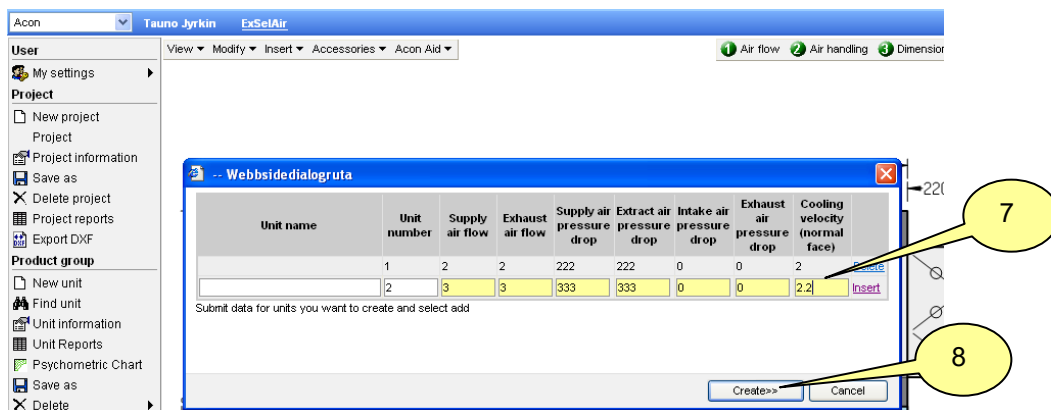 Acon Tauno Jyrkin ExSelAir
User View Modify Insert Accessories Acon Aid 1 Air flow 2 Air handling 3 Dimension
My settings
Project
New project
Project
Project information
Save as
Delete project
Project reports
Export DXF
Product group
New unit
Find unit
Unit information
Unit Reports
Psychometric Chart
Save as
Delete
-- Webbsidedialogruta
Unit name Unit number Supply air flow Exhaust air flow Supply air pressure drop Extract air pressure drop Intake air pressure drop Exhaust air pressure drop Cooling velocity (normal face)
1 2 2 222 222 0 0 2 Delete
2 3 3 333 333 0 0 2.2 Insert
Submit data for units you want to create and select add
Create>> Cancel
220
7
8